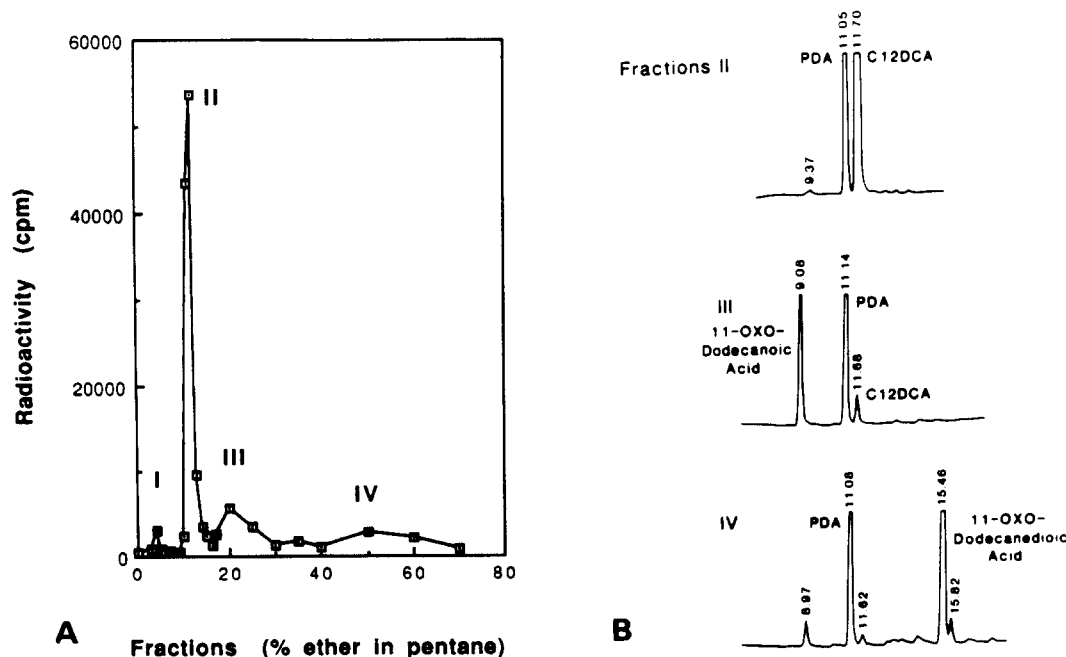 60000
40000
20000
0
0
20
40
60
80
Radioactivity (cpm)
I
II
III
IV
A
Fractions (% ether in pentane)
Fractions II
PDA
11.05
11.70
C12DCA
9.37
III
11-OXO-
Dodecanoic
Acid
9.08
11.14
PDA
11.68
C12DCA
IV
PDA
8.97
11.08
11.62
15.46
11-OXO-
Dodecanedioic
Acid
15.82
B